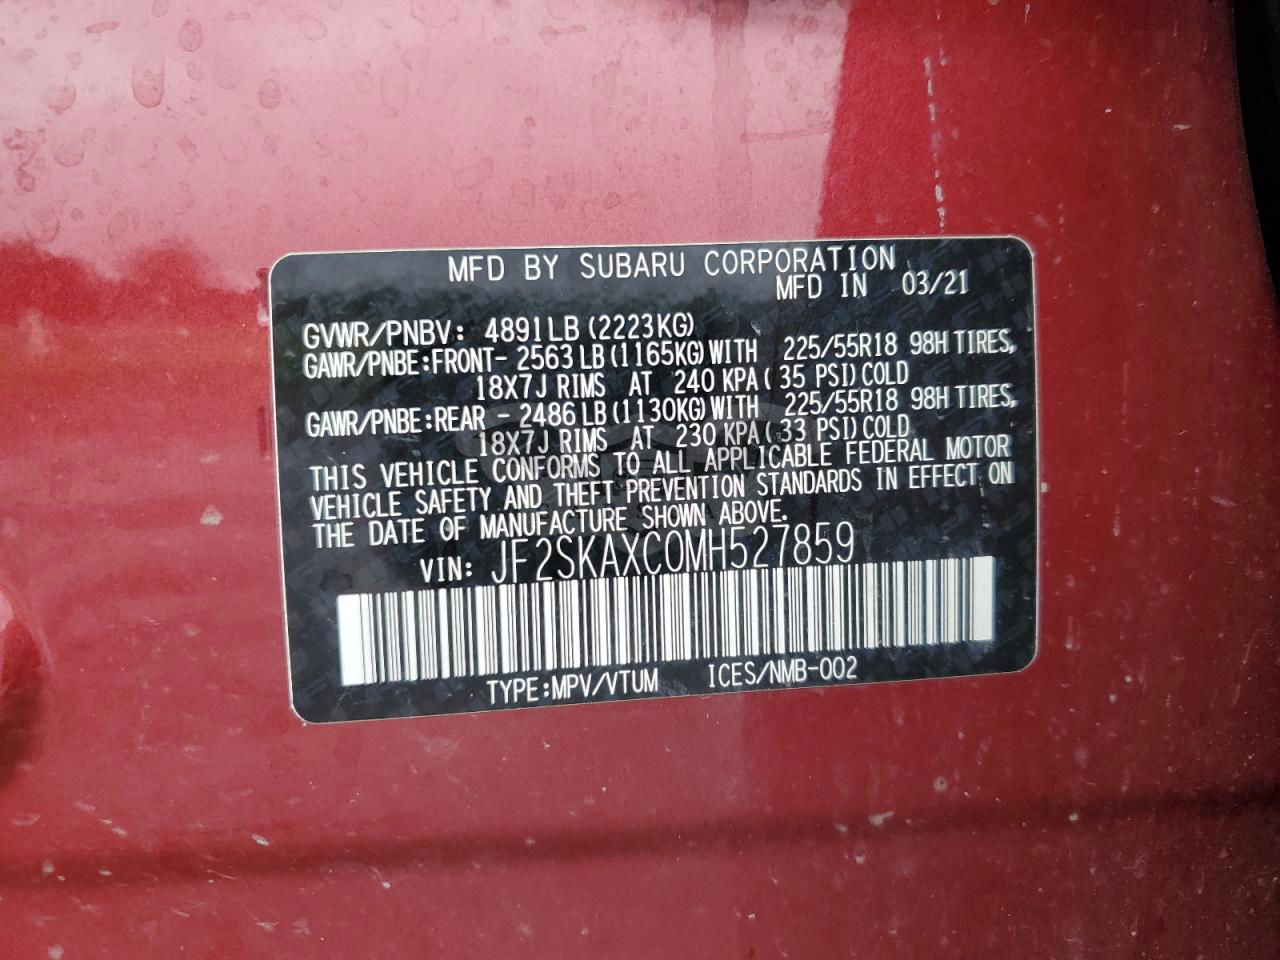 MFD BY SUBARU CORPORATION
MFD IN 03/21
GVWR/PNBV: 4891LB (2223KG)
GAWR/PNBE:FRONT- 2563LB (1165KG) WITH 225/55R18 98H TIRES,
18X7J RIMS AT 240 KPA( 35 PSI) COLD
GAWR/PNBE:REAR - 2486LB (1130KG) WITH 225/55R18 98H TIRES,
18X7J RIMS AT 230 KPA( 33 PSI) COLD
THIS VEHICLE CONFORMS TO ALL APPLICABLE FEDERAL MOTOR
VEHICLE SAFETY AND THEFT PREVENTION STANDARDS IN EFFECT ON
THE DATE OF MANUFACTURE SHOWN ABOVE.
VIN: JF2SKAXC0MH527859
TYPE:MPV/VTUM ICES/NMB-002